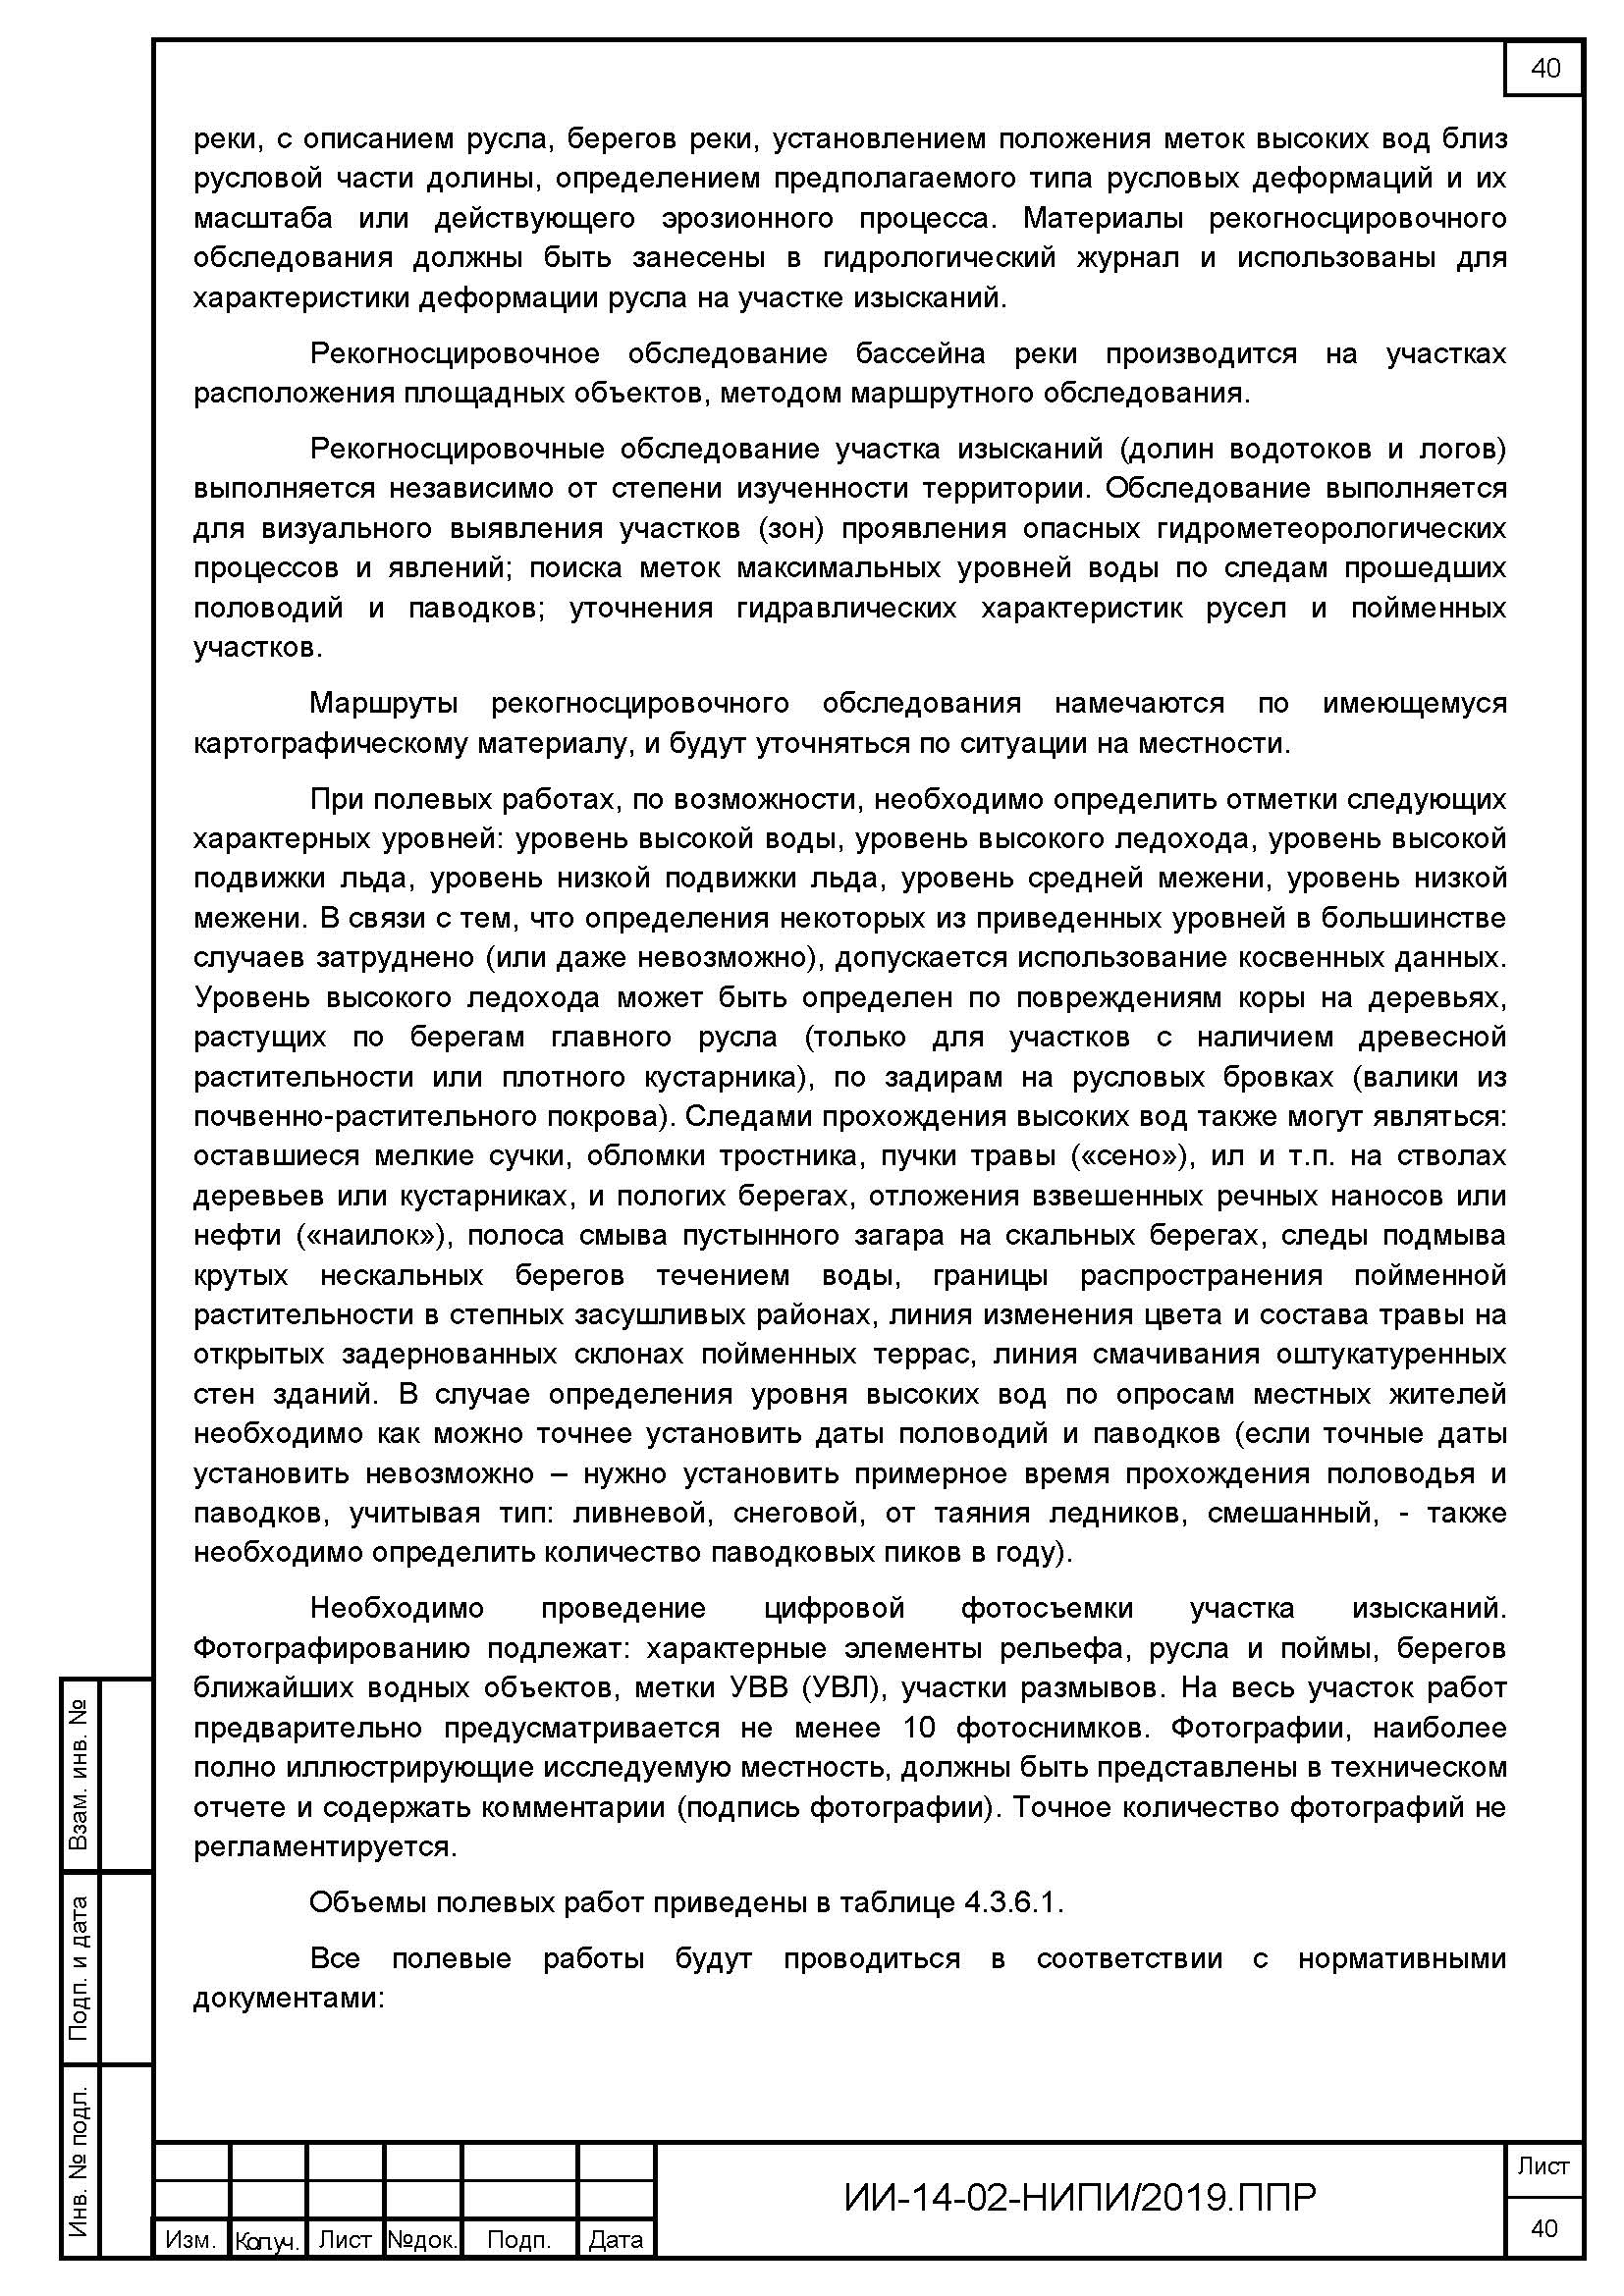 40
реки, с описанием русла, берегов реки, установлением положения меток высоких вод близ
русловой части долины, определением предполагаемого типа русловых деформаций и их
масштаба или действующего эрозионного процесса. Материалы рекогносцировочного
обследования должны быть занесены в гидрологический журнал и использованы для
характеристики деформации русла на участке изысканий.
Рекогносцировочное обследование бассейна реки производится на участках
расположения площадных объектов, методом маршрутного обследования.
Рекогносцировочные обследование участка изысканий (долин водотоков и логов)
выполняется независимо от степени изученности территории. Обследование выполняется
для визуального выявления участков (зон) проявления опасных гидрометеорологических
процессов и явлений; поиска меток максимальных уровней воды по следам прошедших
половодий и паводков; уточнения гидравлических характеристик русел и пойменных
участков.
Маршруты рекогносцировочного обследования намечаются по имеющемуся
картографическому материалу, и будут уточняться по ситуации на местности.
При полевых работах, по возможности, необходимо определить отметки следующих
характерных уровней: уровень высокой воды, уровень высокого ледохода, уровень высокой
подвижки льда, уровень низкой подвижки льда, уровень средней межени, уровень низкой
межени. В связи с тем, что определения некоторых из приведенных уровней в большинстве
случаев затруднено (или даже невозможно), допускается использование косвенных данных.
Уровень высокого ледохода может быть определен по повреждениям коры на деревьях,
растущих по берегам главного русла (только для участков с наличием древесной
растительности или плотного кустарника), по задирам на русловых бровках (валики из
почвенно-растительного покрова). Следами прохождения высоких вод также могут являться:
оставшиеся мелкие сучки, обломки тростника, пучки травы («сено»), ил и т.п. на стволах
деревьев или кустарниках, и пологих берегах, отложения взвешенных речных наносов или
нефти («наилок»), полоса смыва пустынного загара на скальных берегах, следы подмыва
крутых нескальных берегов течением воды, границы распространения пойменной
растительности в степных засушливых районах, линия изменения цвета и состава травы на
открытых задернованных склонах пойменных террас, линия смачивания оштукатуренных
стен зданий. В случае определения уровня высоких вод по опросам местных жителей
необходимо как можно точнее установить даты половодий и паводков (если точные даты
установить невозможно – нужно установить примерное время прохождения половодья и
паводков, учитывая тип: ливневой, снеговой, от таяния ледников, смешанный, - также
необходимо определить количество паводковых пиков в году).
Необходимо проведение цифровой фотосъемки участка изысканий.
Фотографированию подлежат: характерные элементы рельефа, русла и поймы, берегов
ближайших водных объектов, метки УВВ (УВЛ), участки размывов. На весь участок работ
предварительно предусматривается не менее 10 фотоснимков. Фотографии, наиболее
полно иллюстрирующие исследуемую местность, должны быть представлены в техническом
отчете и содержать комментарии (подпись фотографии). Точное количество фотографий не
регламентируется.
Объемы полевых работ приведены в таблице 4.3.6.1.
Все полевые работы будут проводиться в соответствии с нормативными
документами:
Взам. инв. №
Подп. и дата
Инв. № подл.
Изм. Кол.уч. Лист №док. Подп. Дата
ИИ-14-02-НИПИ/2019.ППР
Лист
40